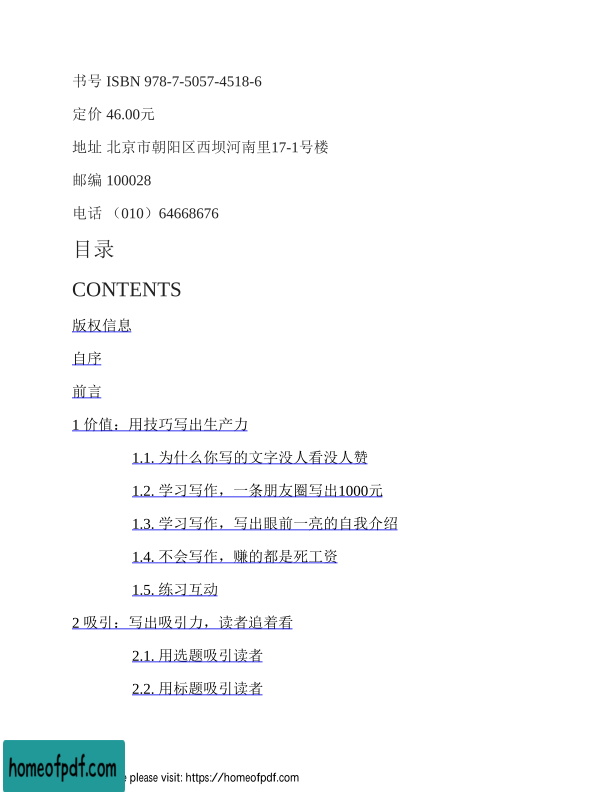 书号 ISBN 978-7-5057-4518-6
定价 46.00元
地址 北京市朝阳区西坝河南里17-1号楼
邮编 100028
电话 （010）64668676
目录
CONTENTS
版权信息
自序
前言
1 价值：用技巧写出生产力
1.1. 为什么你写的文字没人看没人赞
1.2. 学习写作，一条朋友圈写出1000元
1.3. 学习写作，写出眼前一亮的自我介绍
1.4. 不会写作，赚的都是死工资
1.5. 练习互动
2 吸引：写出吸引力，读者追着看
2.1. 用选题吸引读者
2.2. 用标题吸引读者
homeofpdf.com
please visit: https://homeofpdf.com